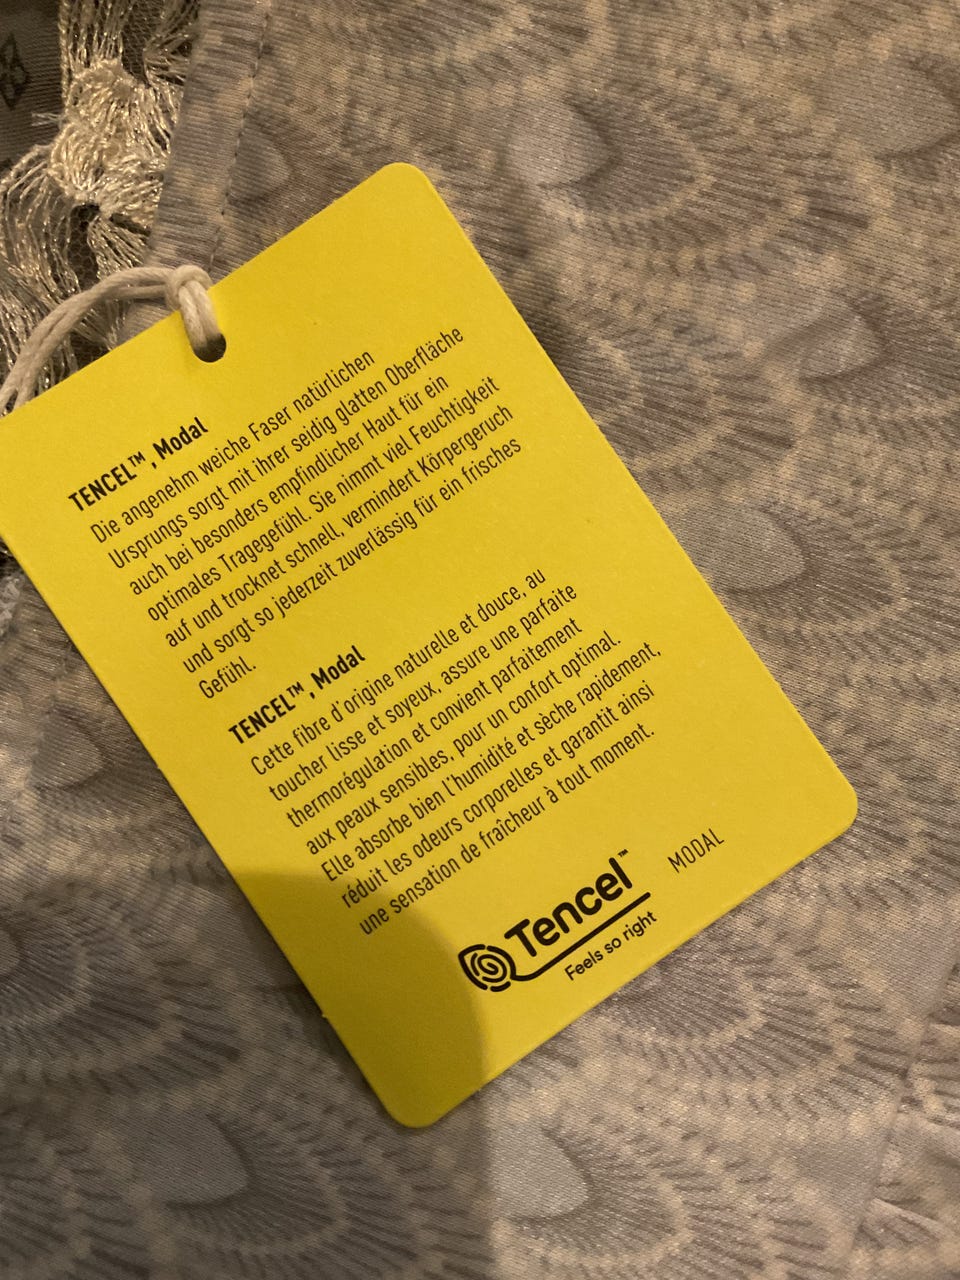 TENCEL™, Modal
Die angenehm weiche Faser natürlichen
Ursprungs sorgt mit ihrer seidig glatten Oberfläche
auch bei besonders empfindlicher Haut für ein
optimales Tragegefühl. Sie nimmt viel Feuchtigkeit
auf und trocknet schnell, vermindert Körpergeruch
und sorgt so jederzeit zuverlässig für ein frisches
Gefühl.
TENCEL™, Modal
Cette fibre d'origine naturelle et douce, au
toucher lisse et soyeux, assure une parfaite
thermorégulation et convient parfaitement
aux peaux sensibles, pour un confort optimal.
Elle absorbe bien l'humidité et sèche rapidement,
réduit les odeurs corporelles et garantit ainsi
une sensation de fraîcheur à tout moment.
Tencel™ MODAL
Feels so right